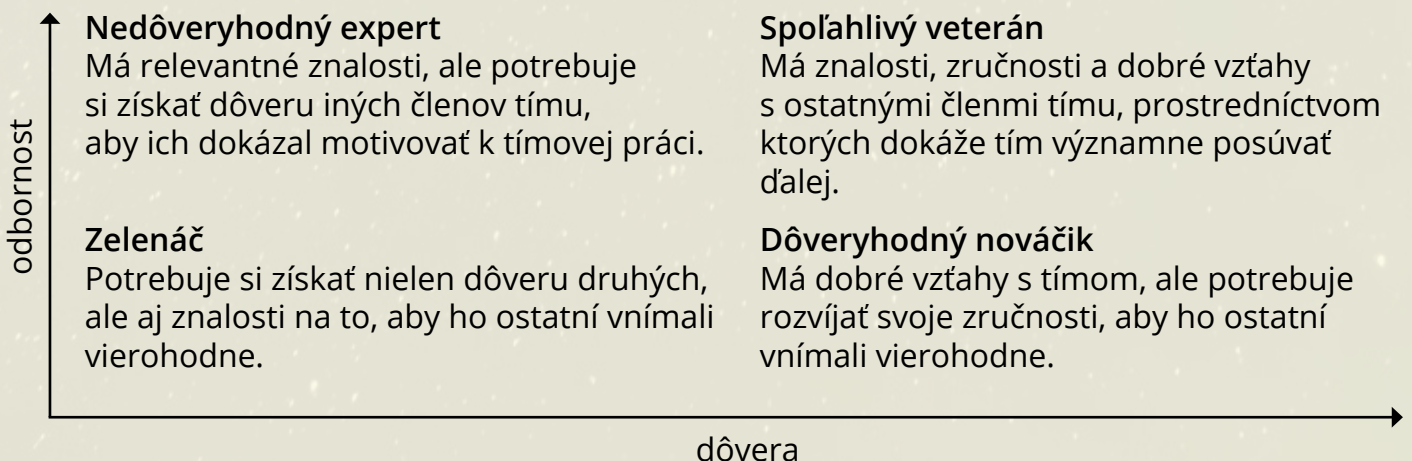 odbornost
Nedôveryhodný expert
Má relevantné znalosti, ale potrebuje
si získať dôveru iných členov tímu,
aby ich dokázal motivovať k tímovej práci.
Spoľahlivý veterán
Má znalosti, zručnosti a dobré vzťahy
s ostatnými členmi tímu, prostredníctvom
ktorých dokáže tím významne posúvať
ďalej.
Zelenáč
Potrebuje si získať nielen dôveru druhých,
ale aj znalosti na to, aby ho ostatní vnímali
vierohodne.
Dôveryhodný nováčik
Má dobré vzťahy s tímom, ale potrebuje
rozvíjať svoje zručnosti, aby ho ostatní
vnímali vierohodne.
dôvera